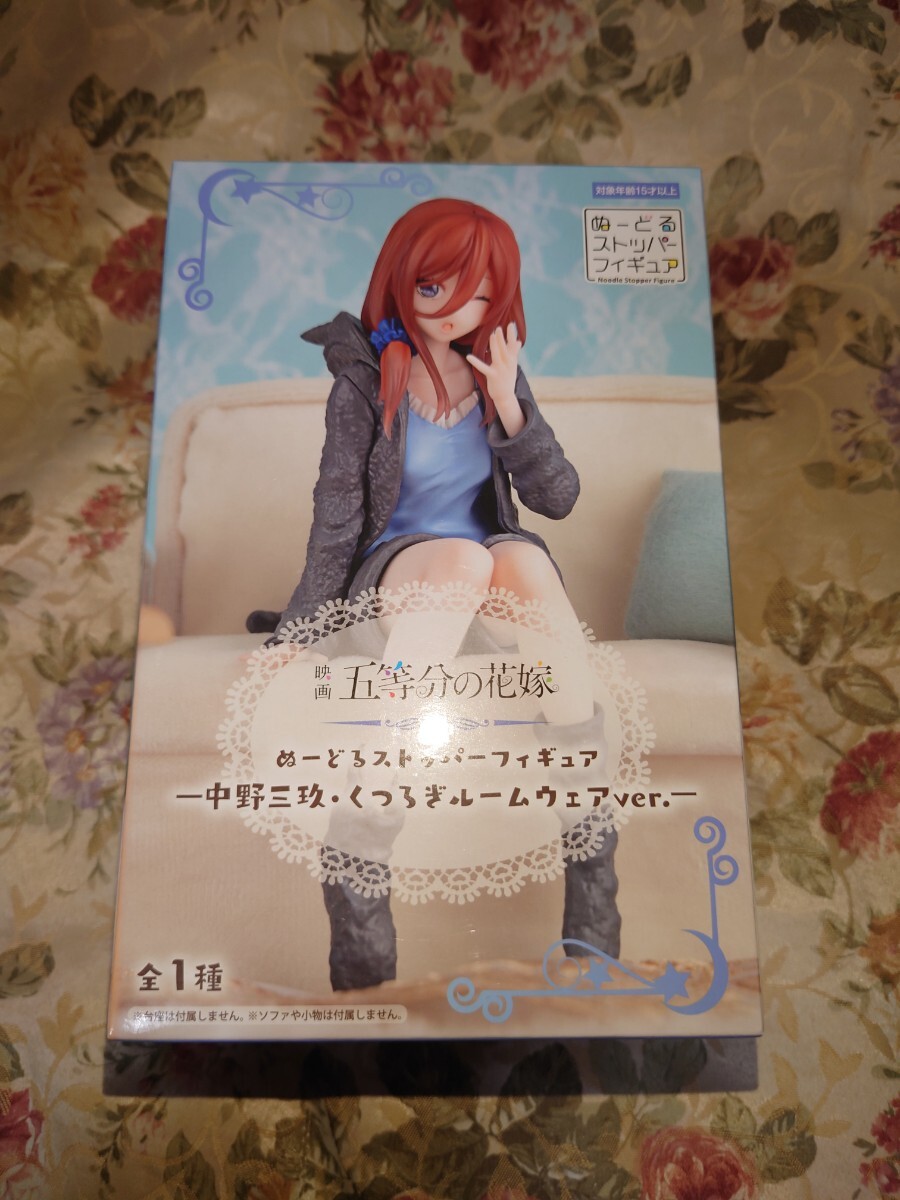 対象年齢15才以上
ぬーどる
ストッパー
フィギュア
Noodle Stopper Figure
映画 五等分の花嫁
ぬーどるストッパーフィギュア
―中野三玖・くつろぎルームウェアver.―
全1種
※台座は付属しません。※ソファや小物は付属しません。